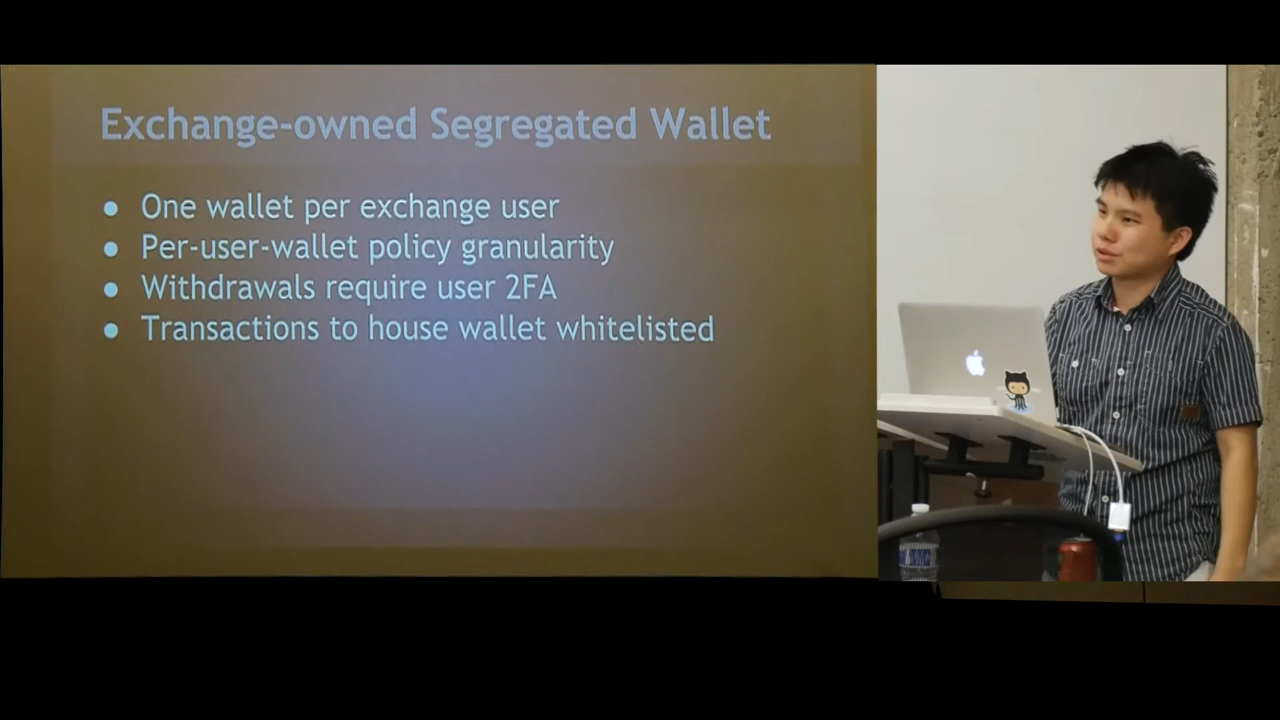 Exchange-owned Segregated Wallet
● One wallet per exchange user
● Per-user-wallet policy granularity
● Withdrawals require user 2FA
● Transactions to house wallet whitelisted